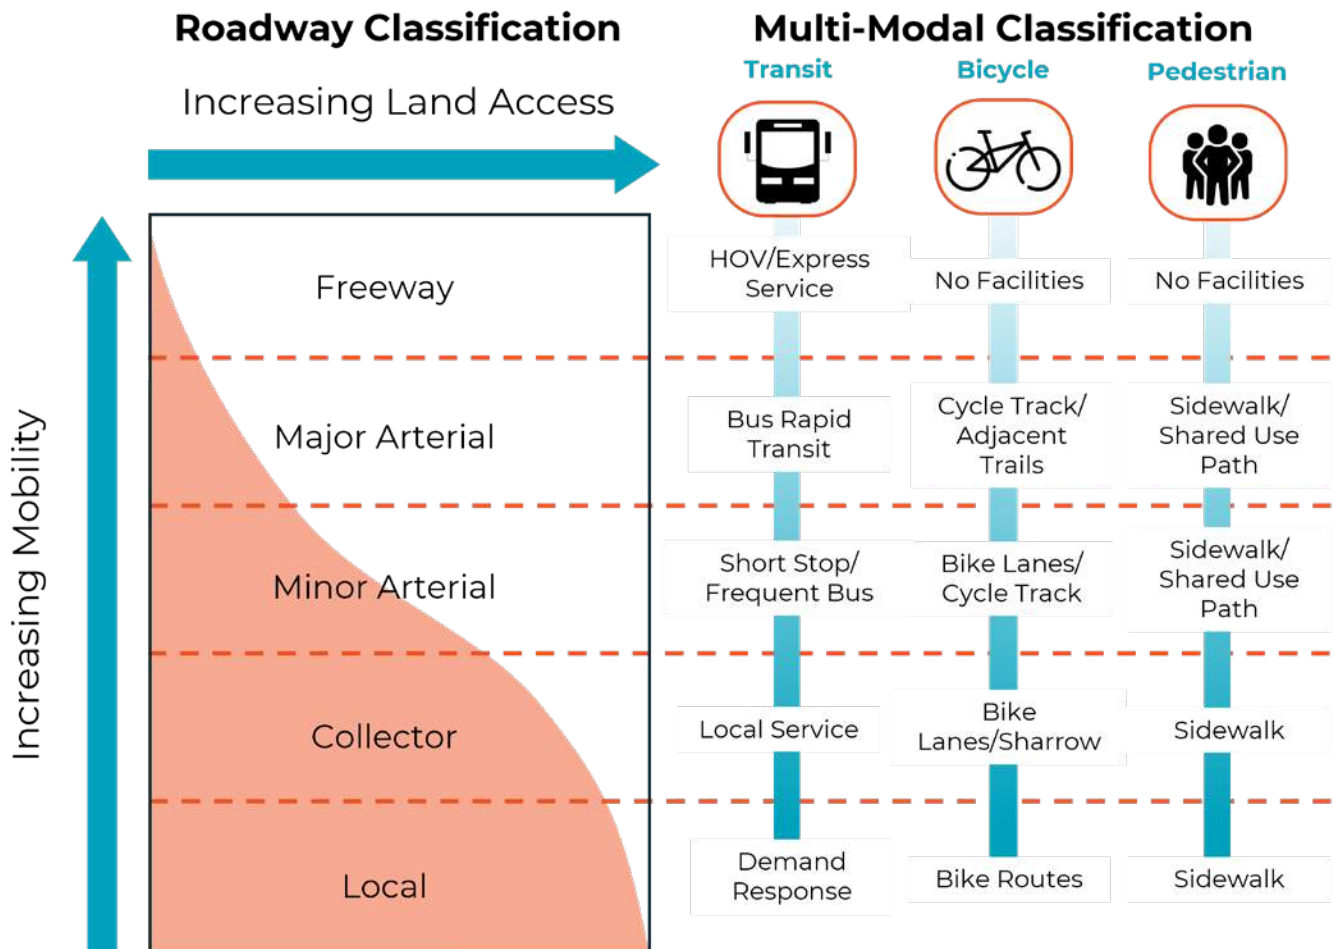 Roadway Classification
Multi-Modal Classification
Transit
Bicycle
Pedestrian
Increasing Land Access
Increasing Mobility
Freeway
HOV/Express
Service
No Facilities
No Facilities
Major Arterial
Bus Rapid
Transit
Cycle Track/
Adjacent
Trails
Sidewalk/
Shared Use
Path
Minor Arterial
Short Stop/
Frequent Bus
Bike Lanes/
Cycle Track
Sidewalk/
Shared Use
Path
Collector
Local Service
Bike
Lanes/Sharrow
Sidewalk
Local
Demand
Response
Bike Routes
Sidewalk